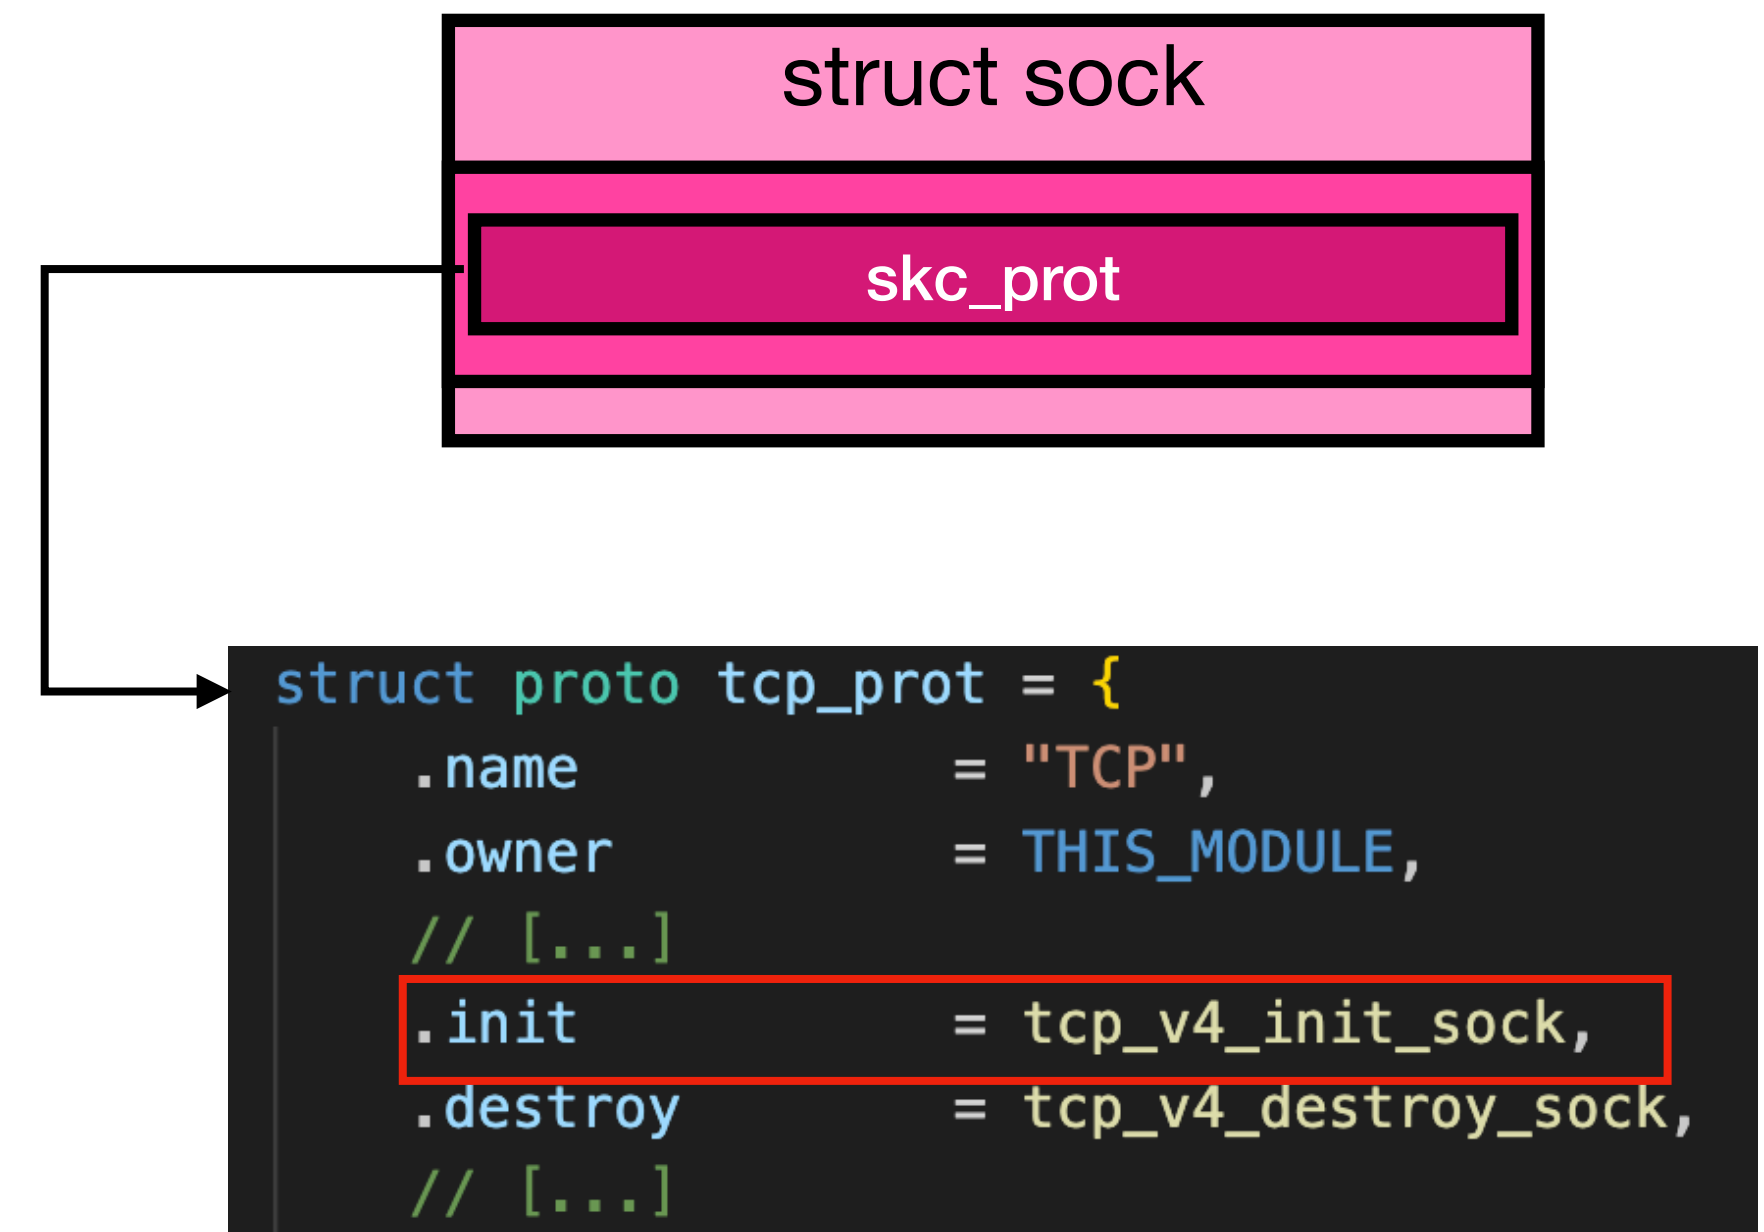 struct sock
skc_prot
struct proto tcp_prot = {
.name = "TCP",
.owner = THIS_MODULE,
// [...]
.init = tcp_v4_init_sock,
.destroy = tcp_v4_destroy_sock,
// [...]